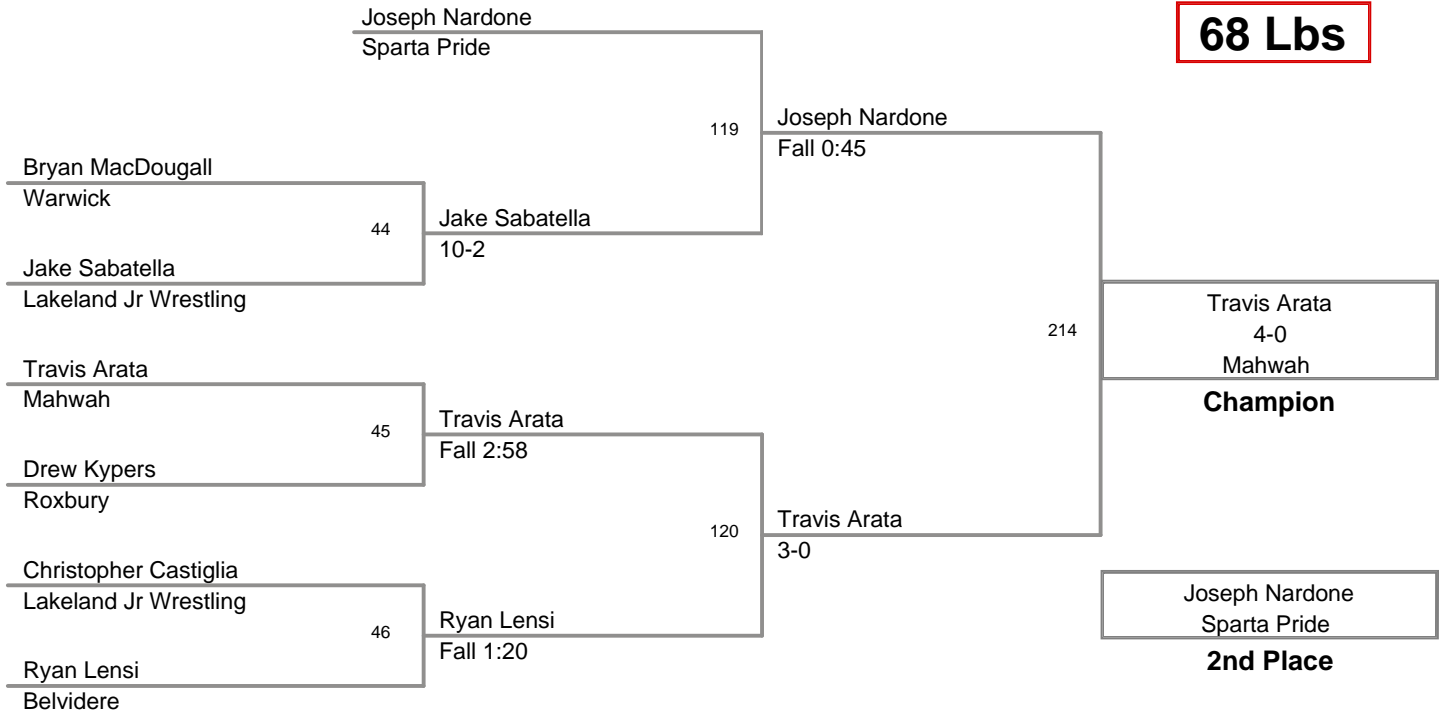 Joseph Nardone
Sparta Pride
68 Lbs
119
Joseph Nardone
Fall 0:45
Bryan MacDougall
Warwick
44
Jake Sabatella
10-2
Jake Sabatella
Lakeland Jr Wrestling
214
Travis Arata
4-0
Mahwah
Champion
Travis Arata
Mahwah
45
Travis Arata
Fall 2:58
Drew Kypers
Roxbury
120
Travis Arata
3-0
Christopher Castiglia
Lakeland Jr Wrestling
46
Ryan Lensi
Fall 1:20
Ryan Lensi
Belvidere
Joseph Nardone
Sparta Pride
2nd Place